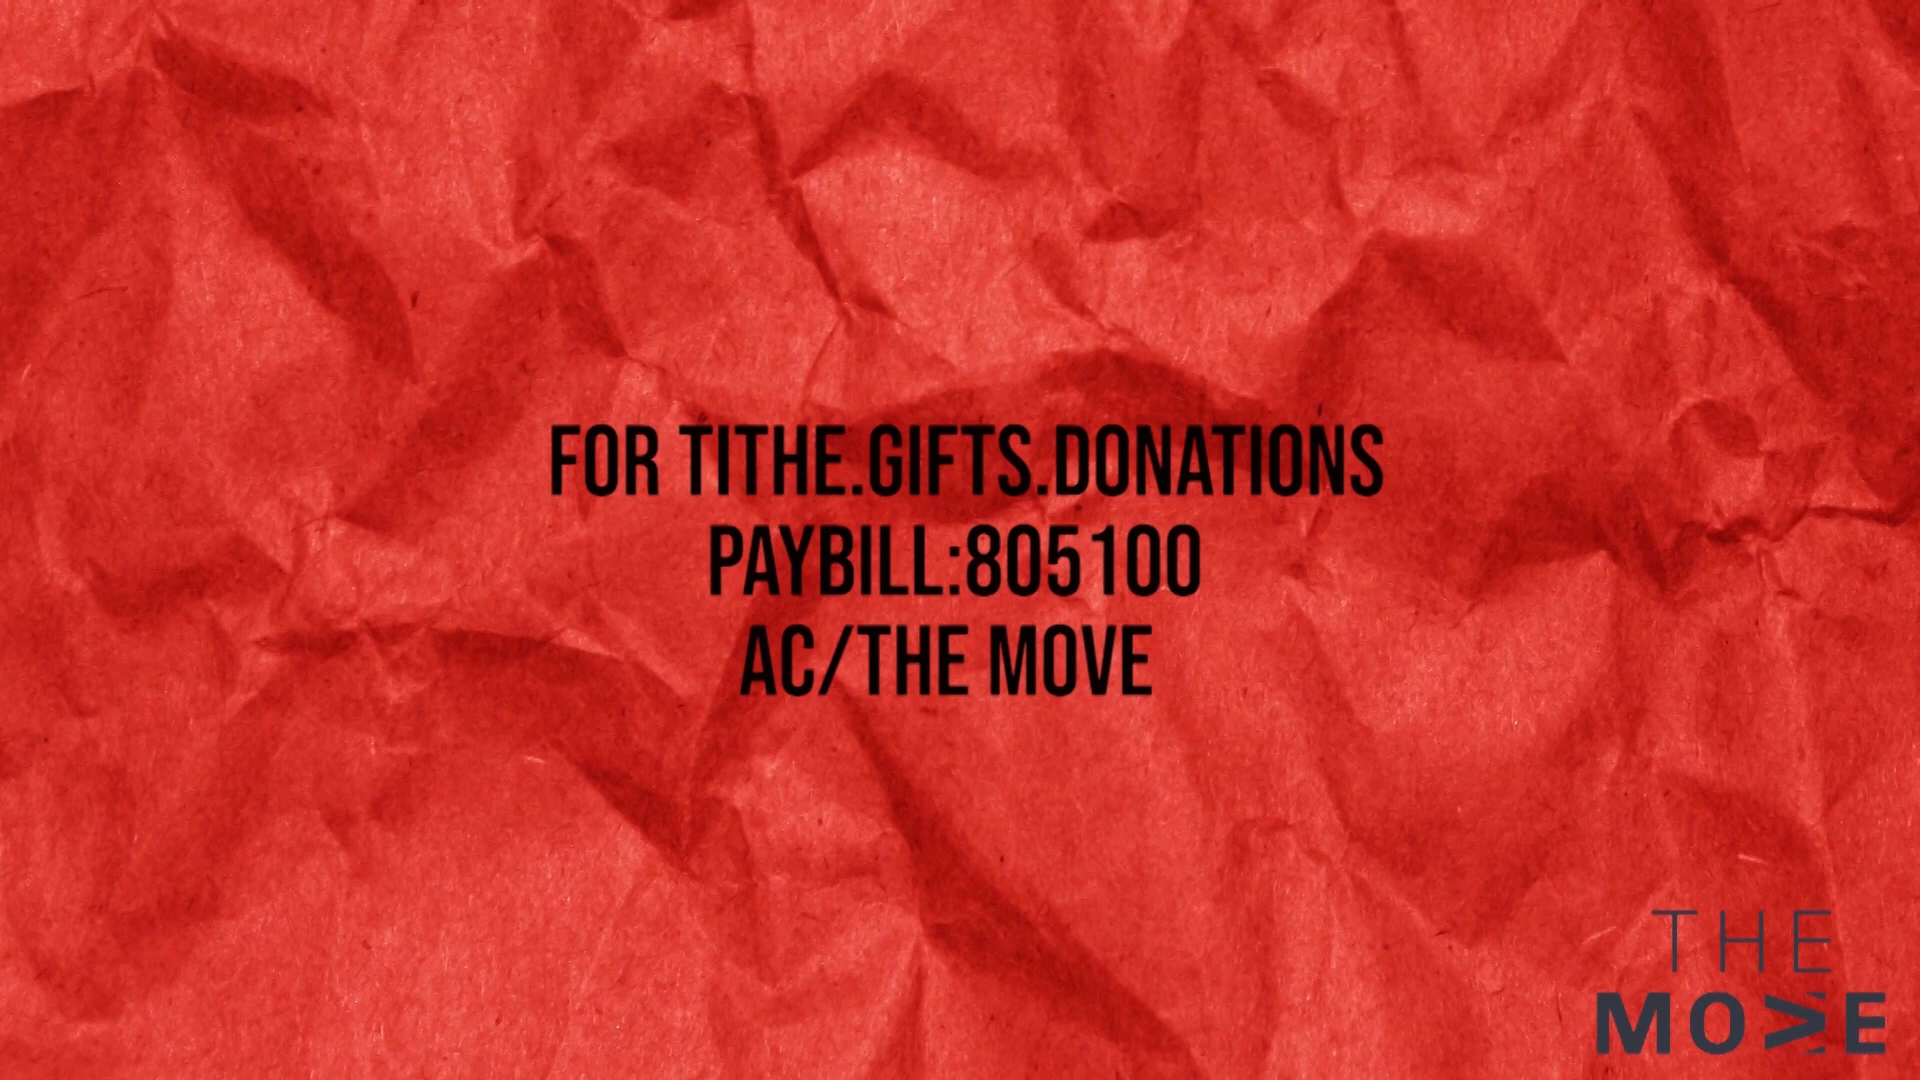 FOR TITHE.GIFTS.DONATIONS
PAYBILL:805100
AC/THE MOVE
THE
MOVE